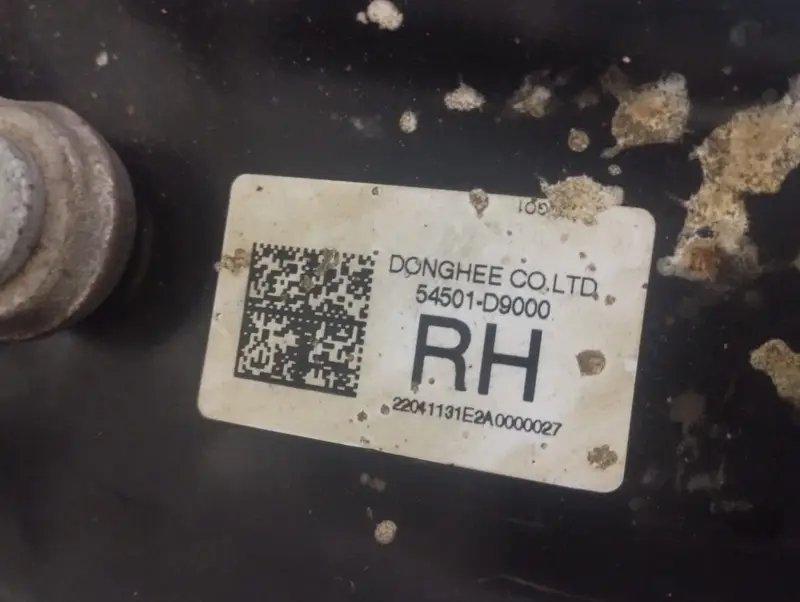 DONGHEE CO.LTD
54501-D9000
RH
22041131E2A0000027